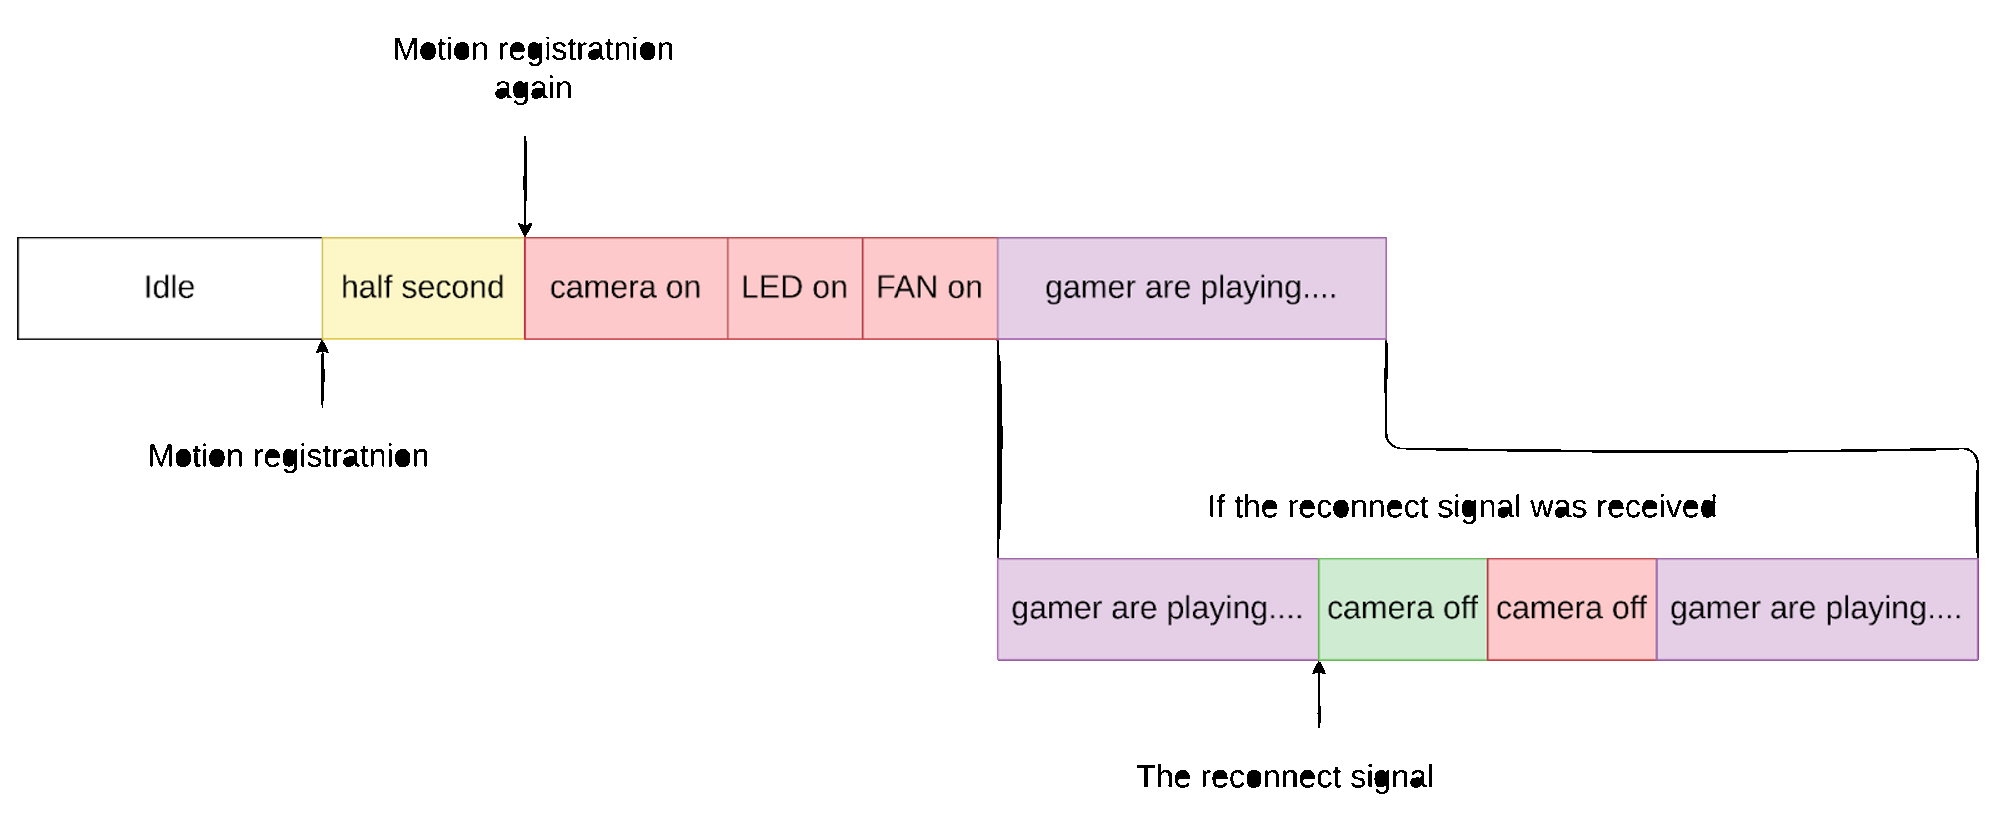 Motion registratnion
again
Idle
half second
camera on
LED on
FAN on
gamer are playing....
Motion registratnion
If the reconnect signal was received
gamer are playing....
camera off
camera off
gamer are playing....
The reconnect signal